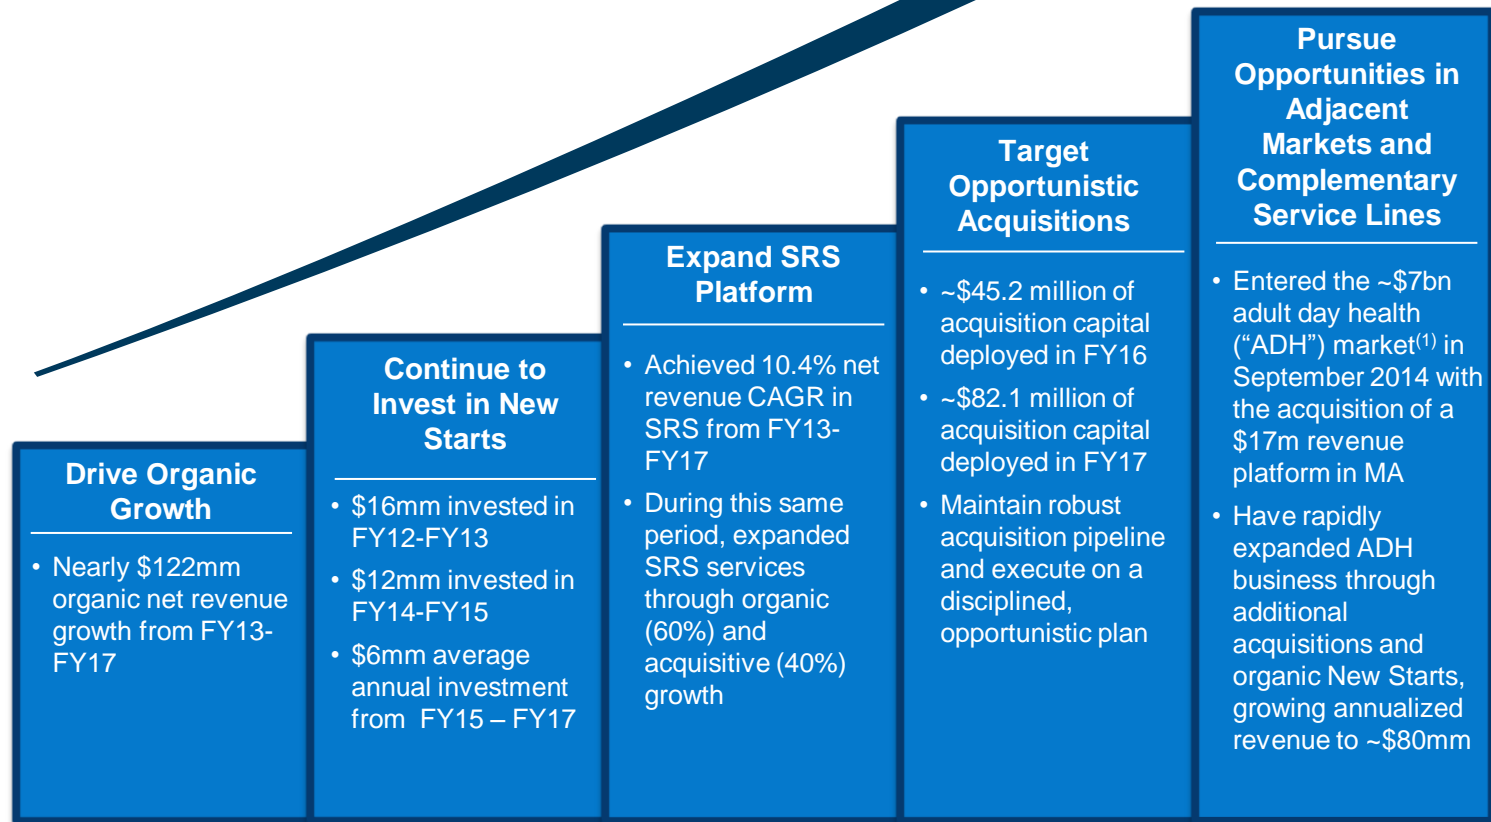 Drive Organic
Growth
• Nearly $122mm
organic net revenue
growth from FY13-
FY17
Continue to
Invest in New
Starts
• $16mm invested in
FY12-FY13
• $12mm invested in
FY14-FY15
• $6mm average
annual investment
from FY15 – FY17
Expand SRS
Platform
• Achieved 10.4% net
revenue CAGR in
SRS from FY13-
FY17
• During this same
period, expanded
SRS services
through organic
(60%) and
acquisitive (40%)
growth
Target
Opportunistic
Acquisitions
• ~$45.2 million of
acquisition capital
deployed in FY16
• ~$82.1 million of
acquisition capital
deployed in FY17
• Maintain robust
acquisition pipeline
and execute on a
disciplined,
opportunistic plan
Pursue
Opportunities in
Adjacent
Markets and
Complementary
Service Lines
• Entered the ~$7bn
adult day health
(“ADH”) market(1) in
September 2014 with
the acquisition of a
$17m revenue
platform in MA
• Have rapidly
expanded ADH
business through
additional
acquisitions and
organic New Starts,
growing annualized
revenue to ~$80mm